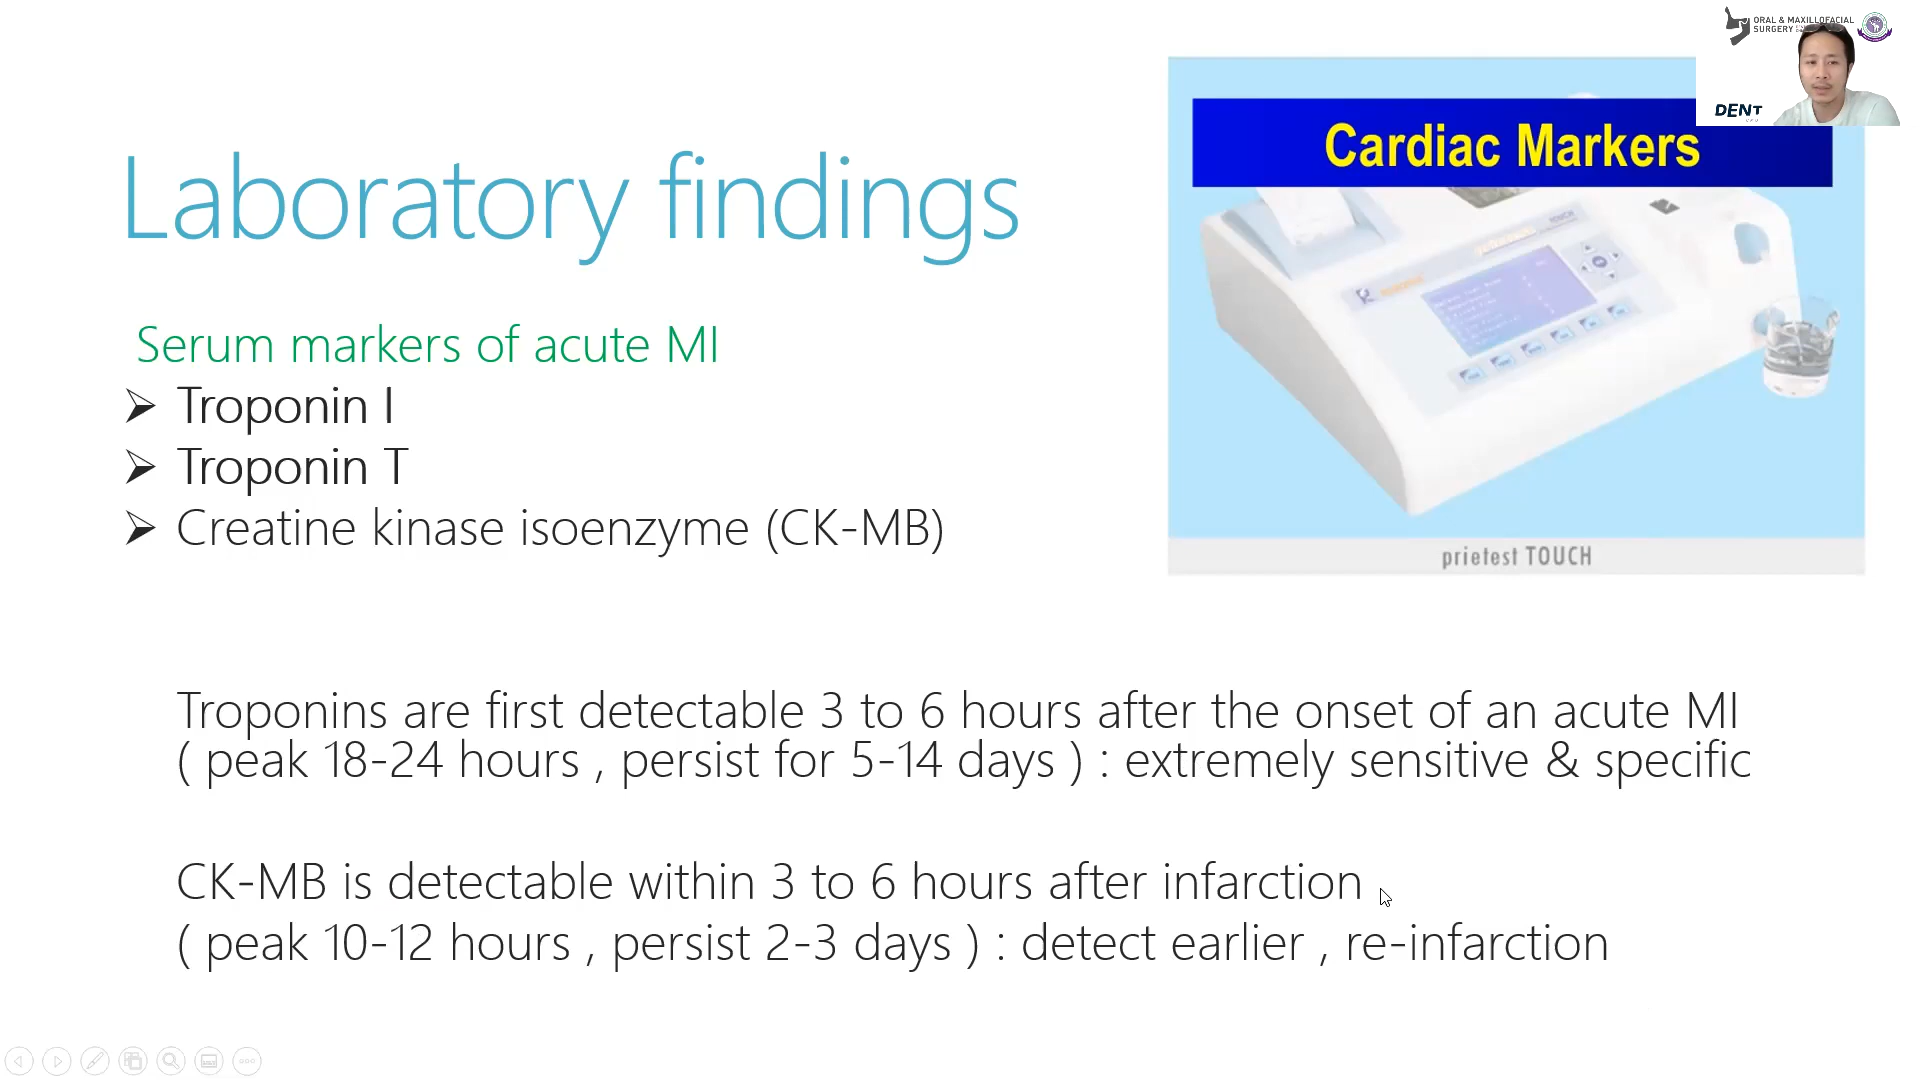 ORAL & MAXILLOFACIAL
SURGERY
DENT
Cardiac Markers
Laboratory findings
Serum markers of acute MI
➢ Troponin I
➢ Troponin T
➢ Creatine kinase isoenzyme (CK-MB)
TOUCH
prietest TOUCH
Troponins are first detectable 3 to 6 hours after the onset of an acute MI
( peak 18-24 hours , persist for 5-14 days ) : extremely sensitive & specific
CK-MB is detectable within 3 to 6 hours after infarction
( peak 10-12 hours , persist 2-3 days ) : detect earlier , re-infarction